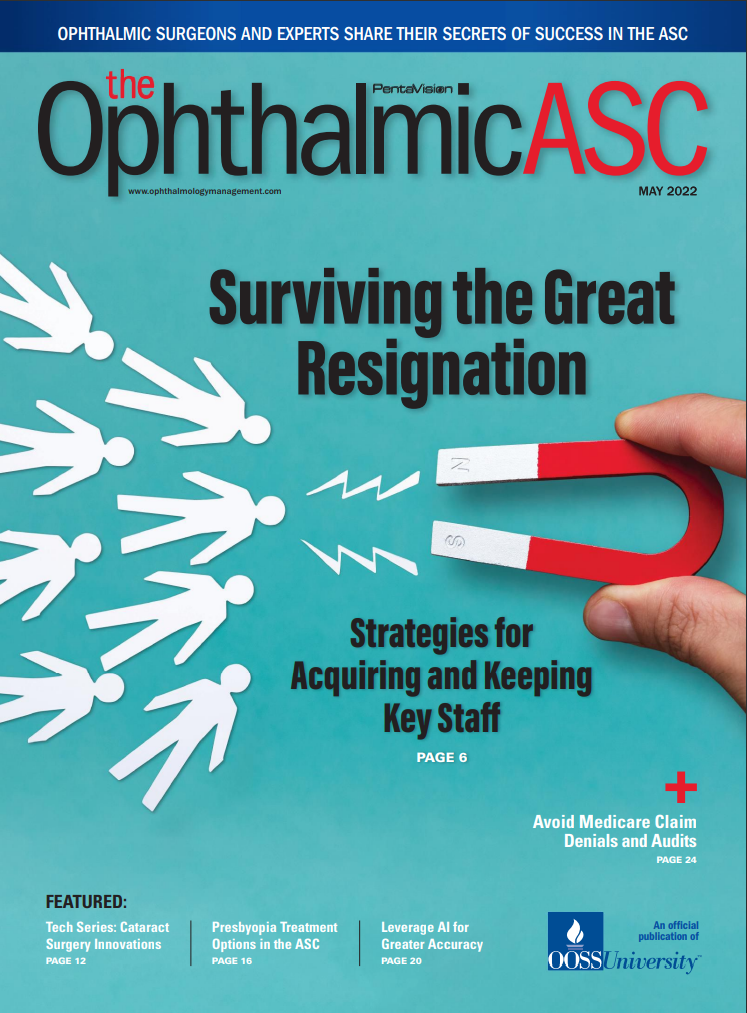 OPHTHALMIC SURGEONS AND EXPERTS SHARE THEIR SECRETS OF SUCCESS IN THE ASC
the
PentaVision
OphthalmicASC
www.ophthalmologymanagement.com
MAY 2022
Surviving the Great
Resignation
N
S
Strategies for
Acquiring and Keeping
Key Staff
PAGE 6
+
Avoid Medicare Claim
Denials and Audits
PAGE 24
FEATURED:
Tech Series: Cataract
Surgery Innovations
PAGE 12
Presbyopia Treatment
Options in the ASC
PAGE 16
Leverage AI for
Greater Accuracy
PAGE 20
An official
publication of
OOSSUniversity™